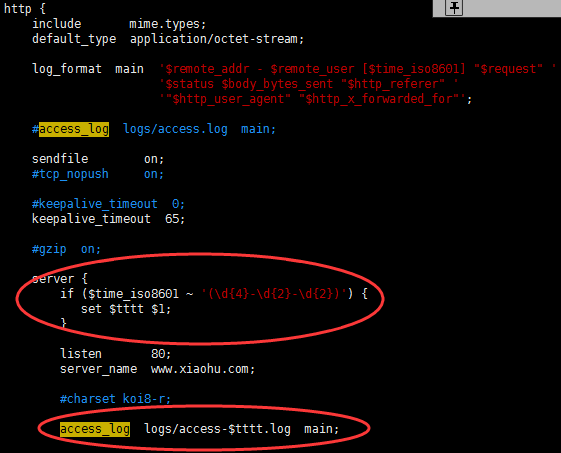 http {
    include       mime.types;
    default_type  application/octet-stream;
    log_format  main  '$remote_addr - $remote_user [$time_iso8601] "$request" '
                      '$status $body_bytes_sent "$http_referer" '
                      '"$http_user_agent" "$http_x_forwarded_for"';
    #access_log  logs/access.log  main;
    sendfile        on;
    #tcp_nopush     on;
    #keepalive_timeout  0;
    keepalive_timeout  65;
    #gzip  on;
    server {
        if ($time_iso8601 ~ '(\d{4}-\d{2}-\d{2})') {
           set $tttt $1;
        }
        listen       80;
        server_name  www.xiaohu.com;
        #charset koi8-r;
        access_log  logs/access-$tttt.log  main;